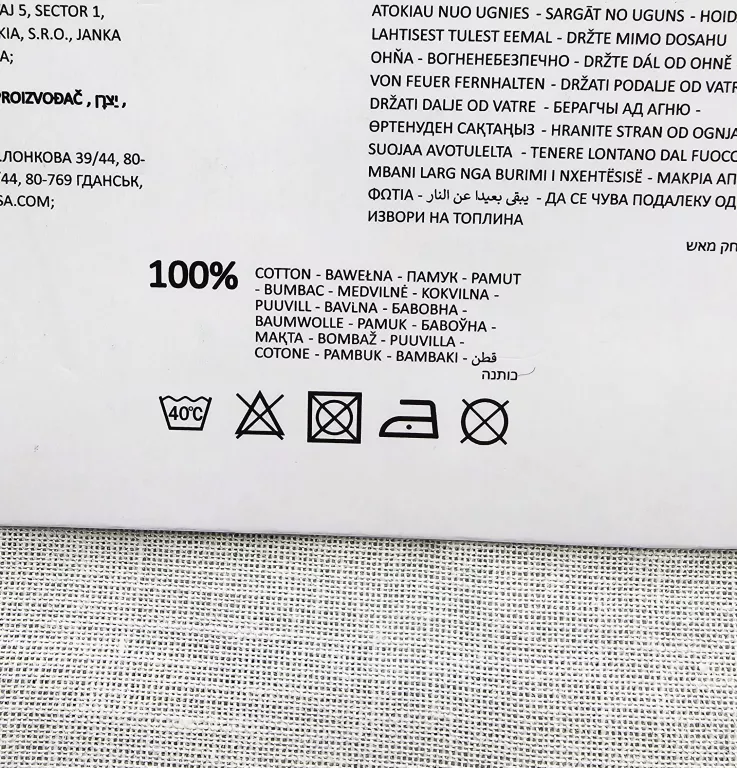 AJ 5, SECTOR 1,
KIA, S.R.O., JANKA
A;
PROIZVOĐAČ , יצרן ,
ЛОНКОВА 39/44, 80-
44, 80-769 ГДАНСЬК,
SA.COM;
ATOKIAU NUO UGNIES - SARGĀT NO UGUNS - HOID
LAHTISEST TULEST EEMAL - DRŽTE MIMO DOSAHU
OHŇA - ВОГНЕНЕБЕЗПЕЧНО - DRŽTE DÁL OD OHNĚ
VON FEUER FERNHALTEN - DRŽATI PODALJE OD VATR
DRŽATI DALJE OD VATRE - БЕРАГЧЫ АД АГНЮ -
ӨРТЕНУДЕН САҚТАҢЫЗ - HRANITE STRAN OD OGNJA
SUOJAA AVOTULELTA - TENERE LONTANO DAL FUOCO
MBANI LARG NGA BURIMI I NXEHTËSISË - ΜΑΚΡΙΑ ΑΠ
ΦΩΤΙΑ - يبقى بعيدا عن النار - ДА СЕ ЧУВА ПОДАЛЕКУ ОД
ИЗВОРИ НА ТОПЛИНА
חק מאש
100%
COTTON - BAWEŁNA - ПАМУК - PAMUT
- BUMBAC - MEDVILNĖ - KOKVILNA -
PUUVILL - BAVLNA - БАВОВНА -
BAUMWOLLE - PAMUK - БАВОЎНА -
МАҚТА - BOMBAŽ - PUUVILLA -
COTONE - PAMBUK - BAMBAKI - قطن
כותנה
40°C